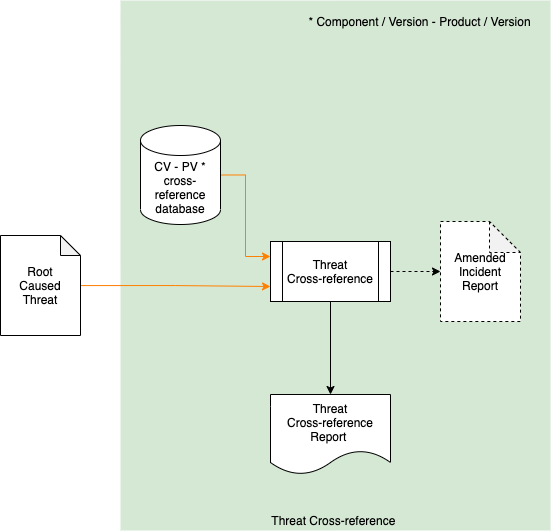 * Component / Version - Product / Version
CV - PV *
cross-
reference
database
Root
Caused
Threat
Threat
Cross-reference
Amended
Incident
Report
Threat
Cross-reference
Report
Threat Cross-reference